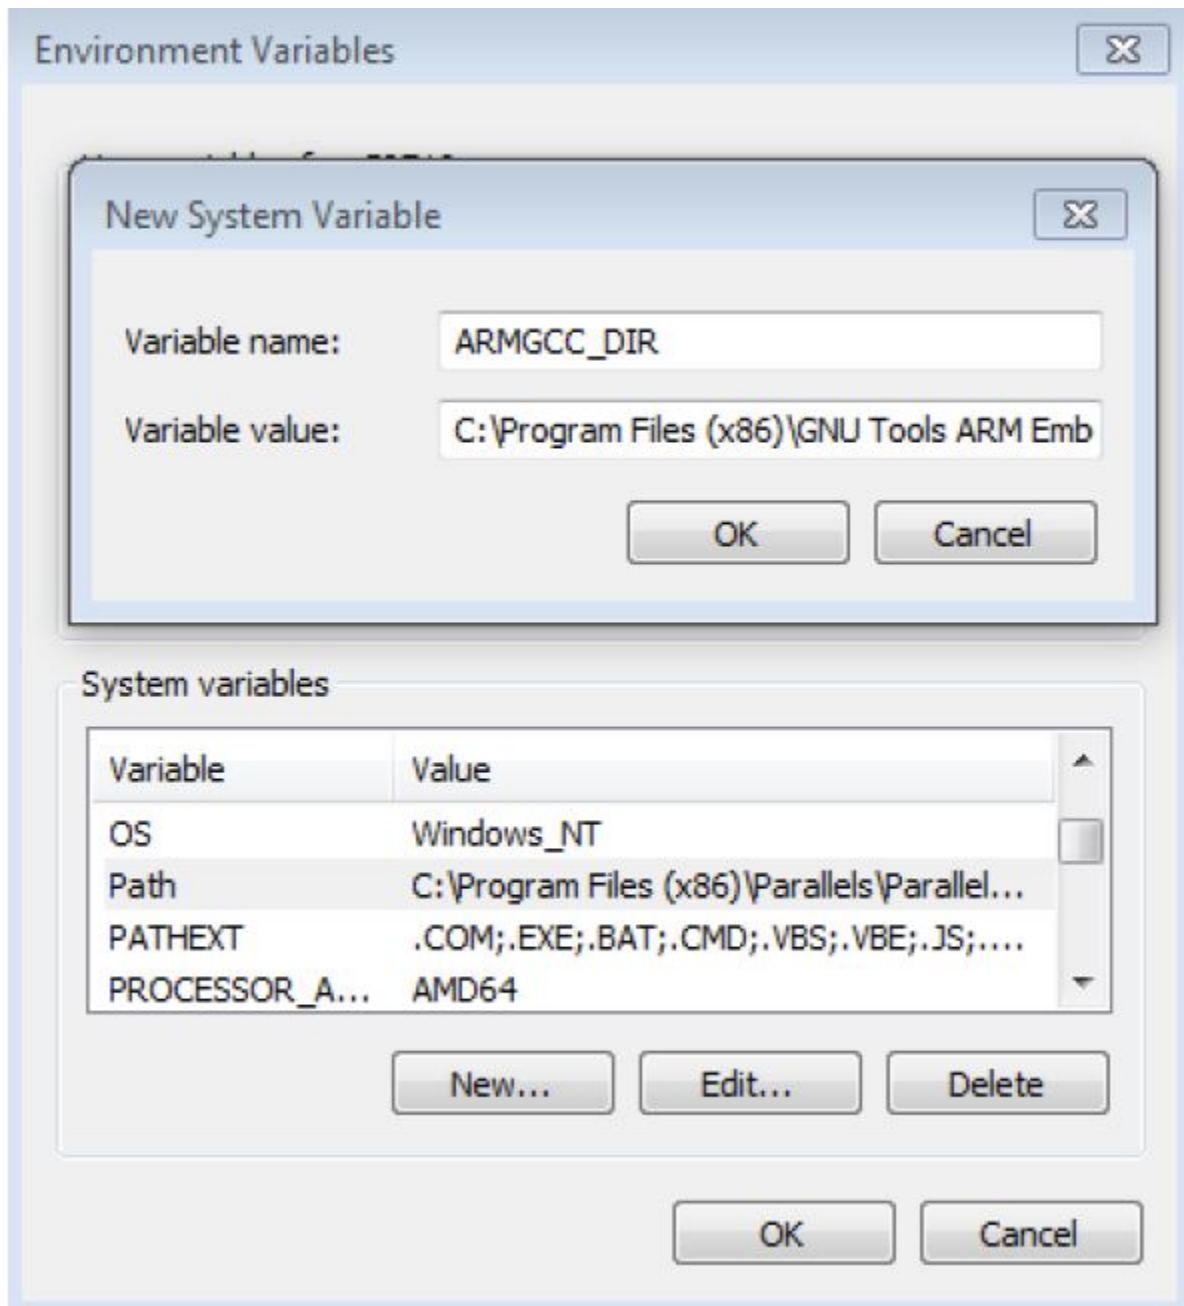 Environment Variables
New System Variable
Variable name: ARMGCC_DIR
Variable value: C:\Program Files (x86)\GNU Tools ARM Emb
OK Cancel
System variables
Variable Value
OS Windows_NT
Path C:\Program Files (x86)\Parallels\Parallel...
PATHEXT .COM;.EXE;.BAT;.CMD;.VBS;.VBE;.JS;....
PROCESSOR_A... AMD64
New... Edit... Delete
OK Cancel